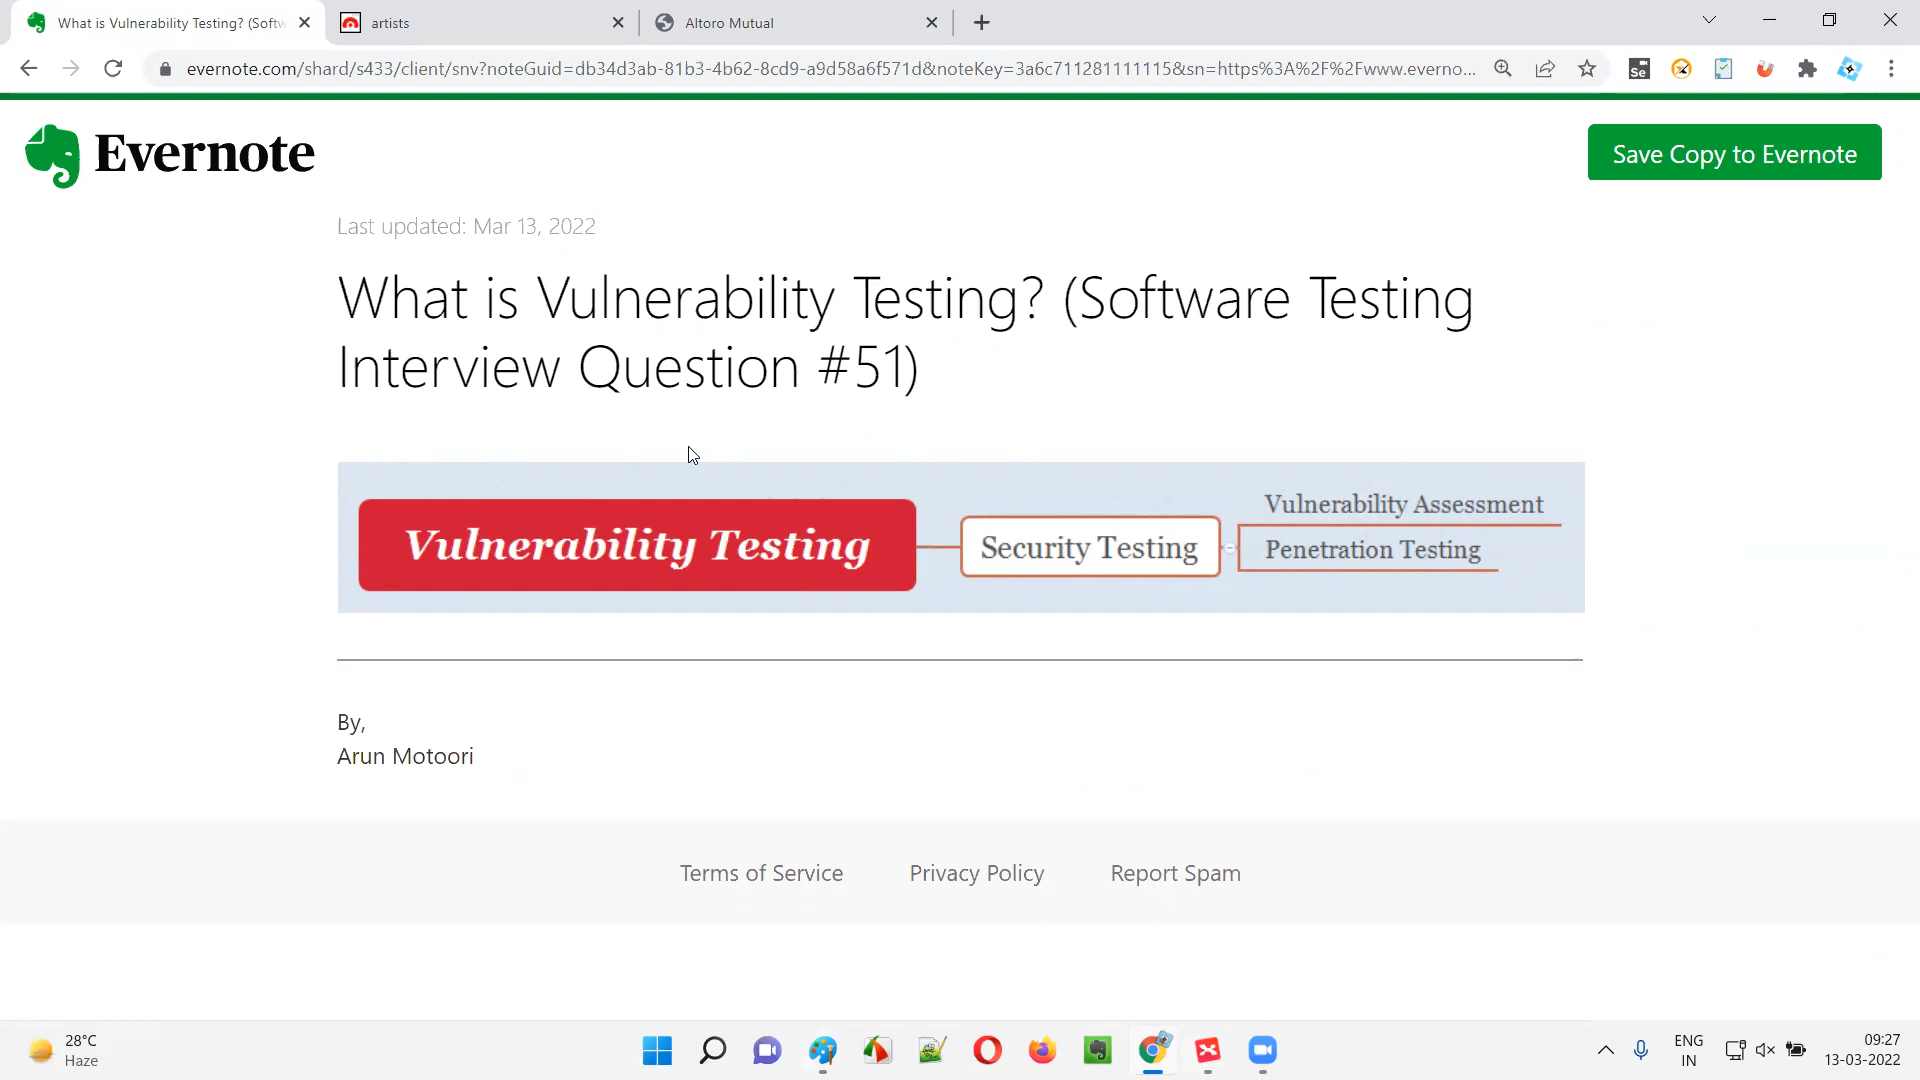 What is Vulnerability Testing? (Softw
artists
Altoro Mutual
evernote.com/shard/s433/client/snv?noteGuid=db34d3ab-81b3-4b62-8cd9-a9d58a6f571d&noteKey=3a6c711281111115&sn=https%3A%2F%2Fwww.everno...
Se
Evernote
Save Copy to Evernote
Last updated: Mar 13, 2022
What is Vulnerability Testing? (Software Testing
Interview Question #51)
Vulnerability Testing
Security Testing
Vulnerability Assessment
Penetration Testing
By,
Arun Motoori
Terms of Service
Privacy Policy
Report Spam
28°C
Haze
ENG
IN
09:27
13-03-2022